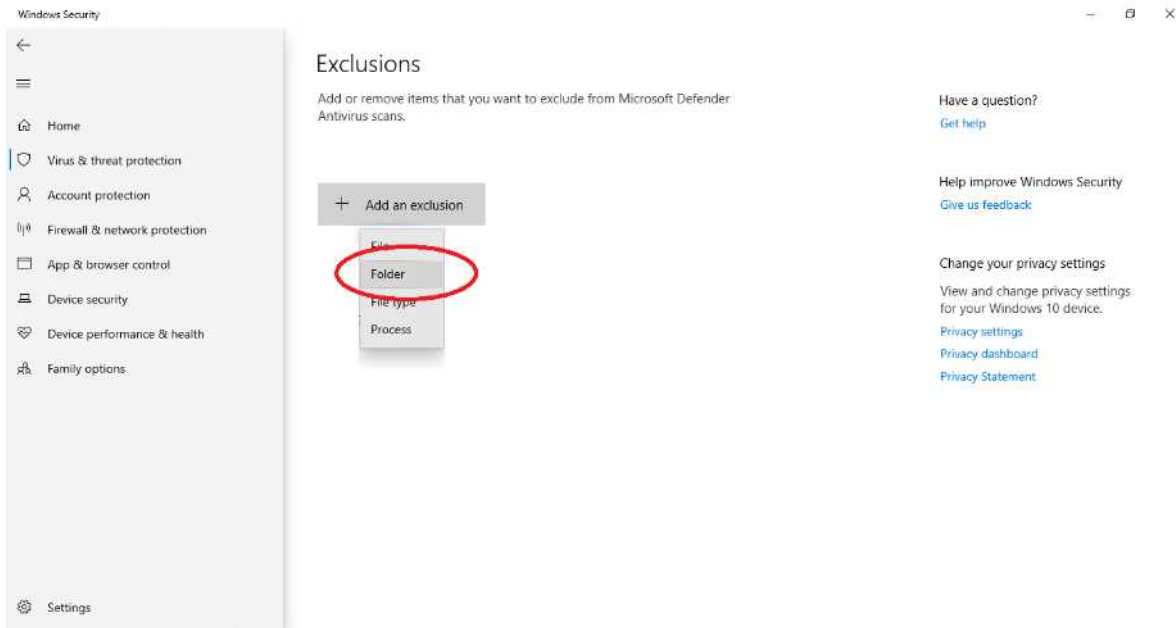 Windows Security
Home
Virus & threat protection
Account protection
Firewall & network protection
App & browser control
Device security
Device performance & health
Family options
Settings
Exclusions
Add or remove items that you want to exclude from Microsoft Defender
Antivirus scans.
Add an exclusion
File
Folder
File type
Process
Have a question?
Get help
Help improve Windows Security
Give us feedback
Change your privacy settings
View and change privacy settings
for your Windows 10 device.
Privacy settings
Privacy dashboard
Privacy Statement